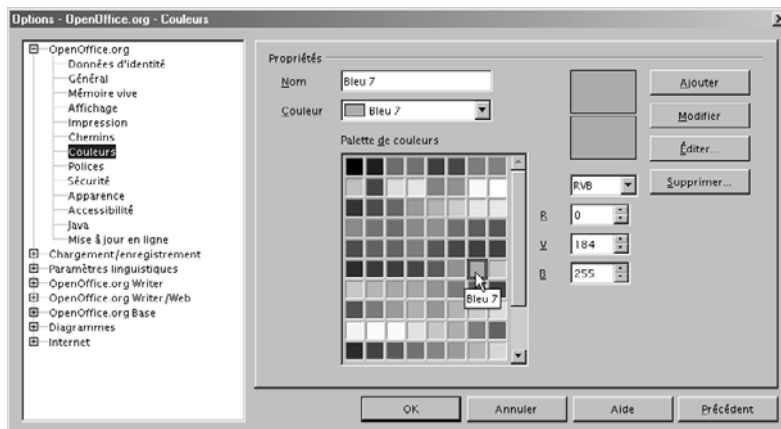 Options - OpenOffice.org - Couleurs
OpenOffice.org
Données d'identité
Général
Mémoire vive
Affichage
Impression
Chemins
Couleurs
Polices
Sécurité
Apparence
Accessibilité
Java
Mise à jour en ligne
Chargement/enregistrement
Paramètres linguistiques
OpenOffice.org Writer
OpenOffice.org Writer/Web
OpenOffice.org Base
Diagrammes
Internet
Propriétés
Nom Bleu 7
Couleur Bleu 7
Palette de couleurs
Bleu 7
RVB
R 0
V 184
B 255
Ajouter
Modifier
Éditer...
Supprimer...
OK Annuler Aide Précédent